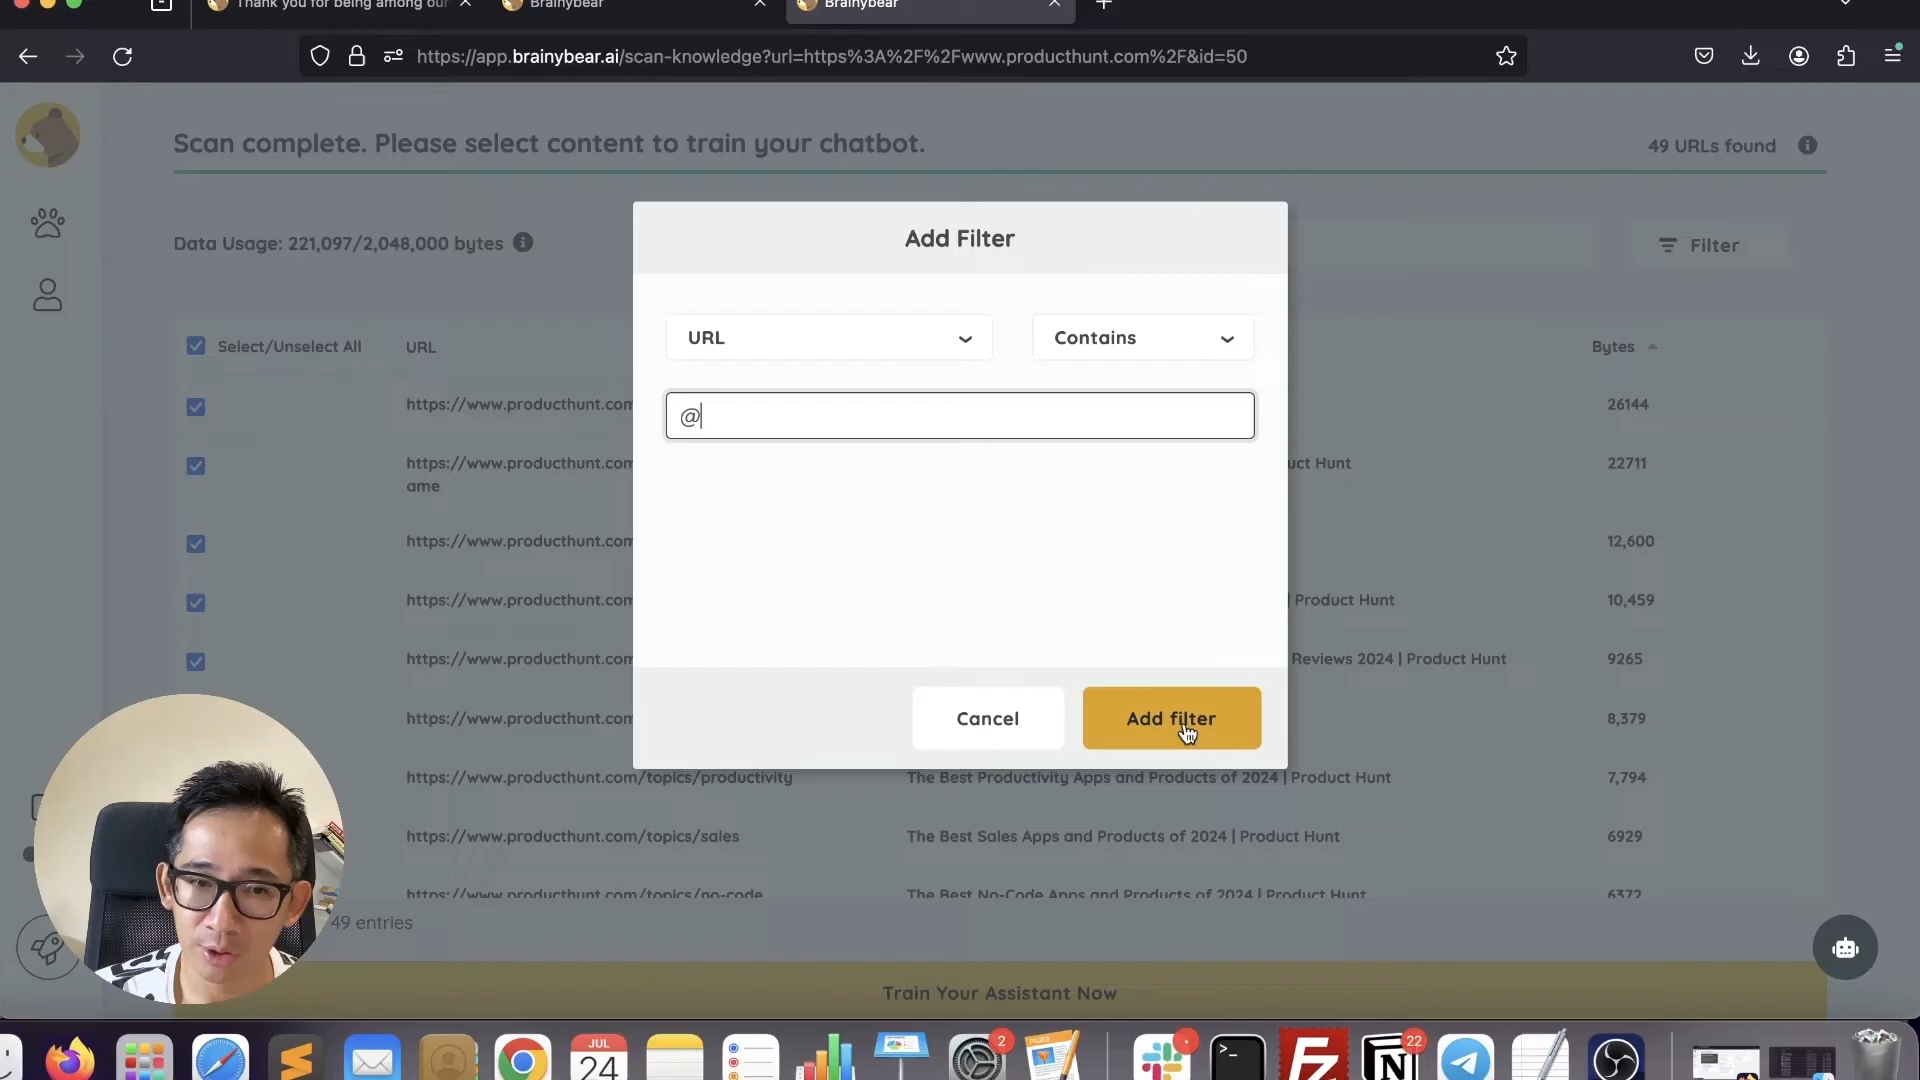 Thank you for being among our
Brainybear
Brainybear
https://app.brainybear.ai/scan-knowledge?url=https%3A%2F%2Fwww.producthunt.com%2F&id=50
Scan complete. Please select content to train your chatbot.
49 URLs found
Data Usage: 221,097/2,048,000 bytes
Filter
Add Filter
URL
Contains
@
Cancel
Add filter
Select/Unselect All
URL
Bytes
https://www.producthunt.com
26144
https://www.producthunt.com
ame
uct Hunt
22711
https://www.producthunt.com
12,600
https://www.producthunt.com
| Product Hunt
10,459
https://www.producthunt.com
Reviews 2024 | Product Hunt
9265
https://www.producthunt.com
8,379
https://www.producthunt.com/topics/productivity
The Best Productivity Apps and Products of 2024 | Product Hunt
7,794
https://www.producthunt.com/topics/sales
The Best Sales Apps and Products of 2024 | Product Hunt
6929
https://www.producthunt.com/topics/no-code
The Best No-Code Apps and Products of 2024 | Product Hunt
6372
49 entries
Train Your Assistant Now
JUL
24
2
PAGES
22